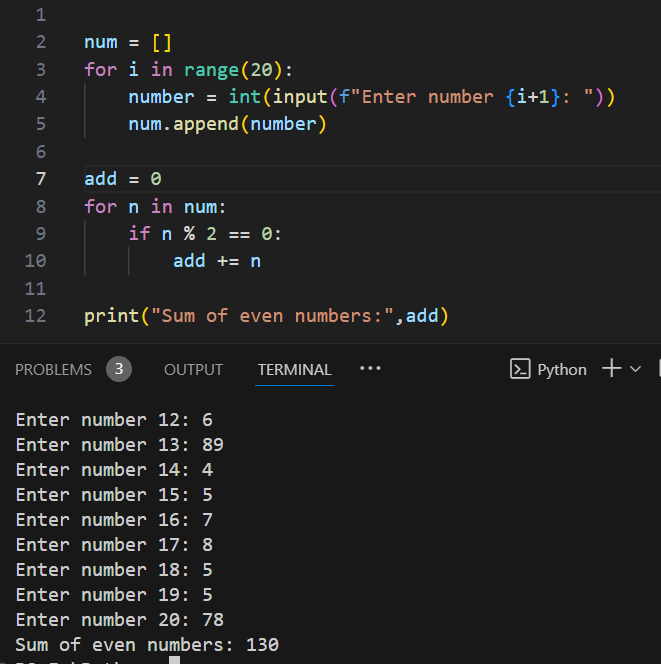 1
2 num = []
3 for i in range(20):
4 number = int(input(f"Enter number {i+1}: "))
5 num.append(number)
6
7 add = 0
8 for n in num:
9 if n % 2 == 0:
10 add += n
11
12 print("Sum of even numbers:",add)
PROBLEMS 3 OUTPUT TERMINAL ··· Python
Enter number 12: 6
Enter number 13: 89
Enter number 14: 4
Enter number 15: 5
Enter number 16: 7
Enter number 17: 8
Enter number 18: 5
Enter number 19: 5
Enter number 20: 78
Sum of even numbers: 130